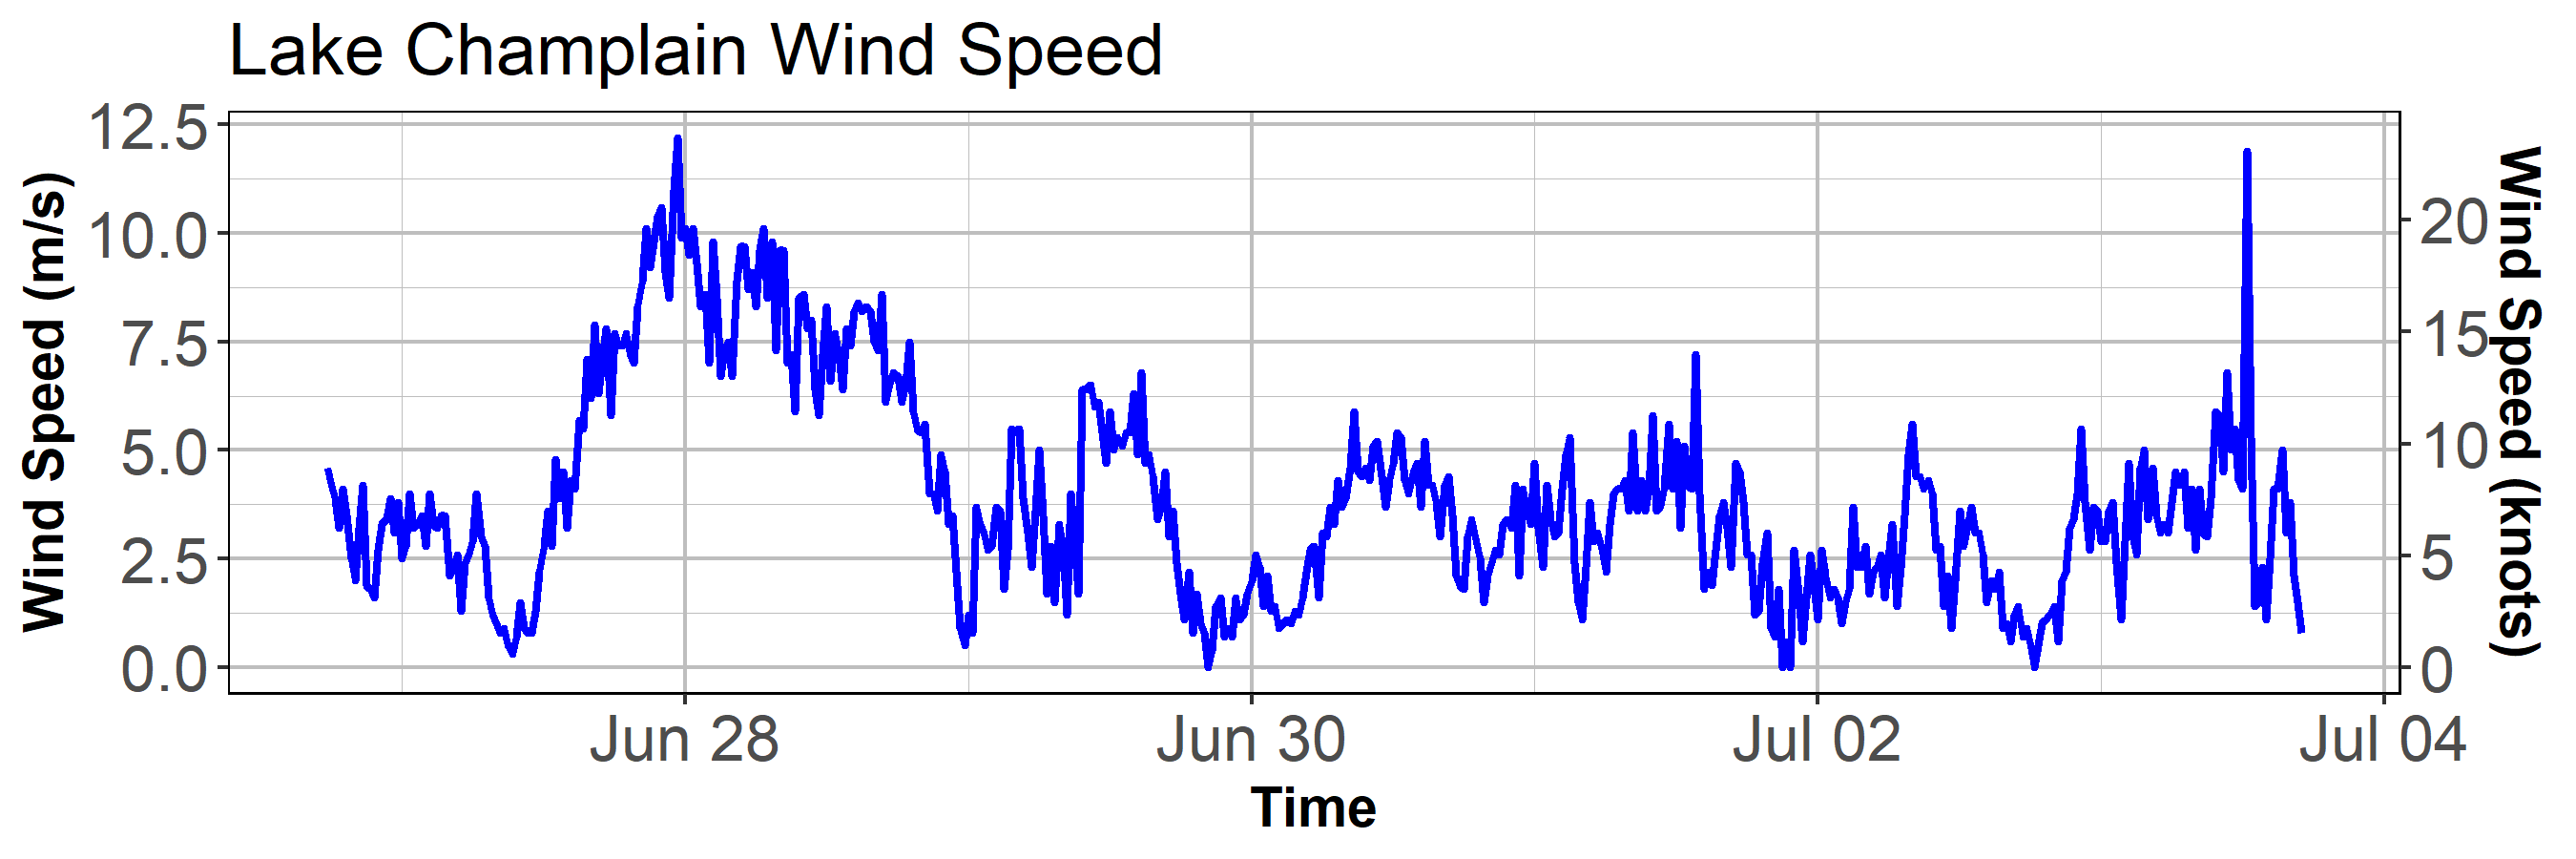 Lake Champlain Wind Speed
Wind Speed (m/s)
12.5
10.0
7.5
5.0
2.5
0.0
Wind Speed (knots)
20
15
10
5
0
Jun 28
Jun 30
Jul 02
Jul 04
Time